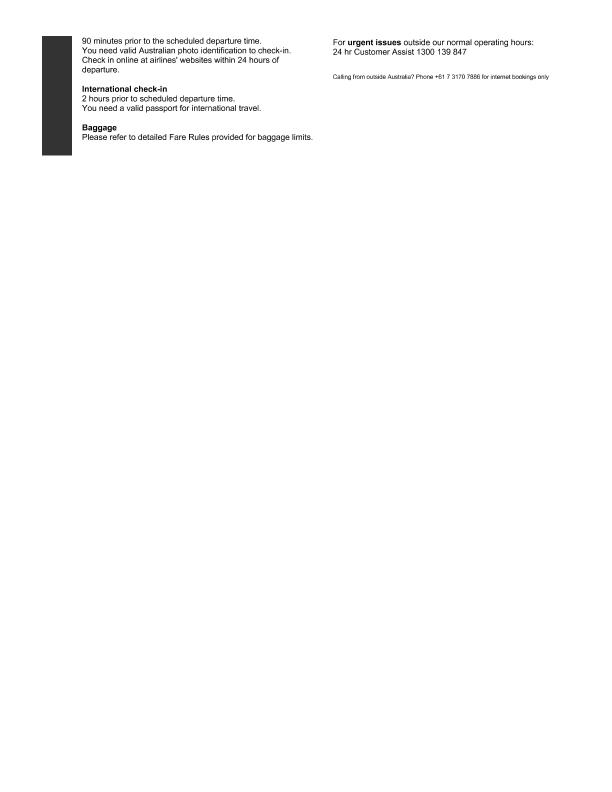 90 minutes prior to the scheduled departure time.
You need valid Australian photo identification to check-in.
Check in online at airlines' websites within 24 hours of
departure.
International check-in
2 hours prior to scheduled departure time.
You need a valid passport for international travel.
Baggage
Please refer to detailed Fare Rules provided for baggage limits.
For urgent issues outside our normal operating hours:
24 hr Customer Assist 1300 139 847
Calling from outside Australia? Phone +61 7 3170 7886 for internet bookings only